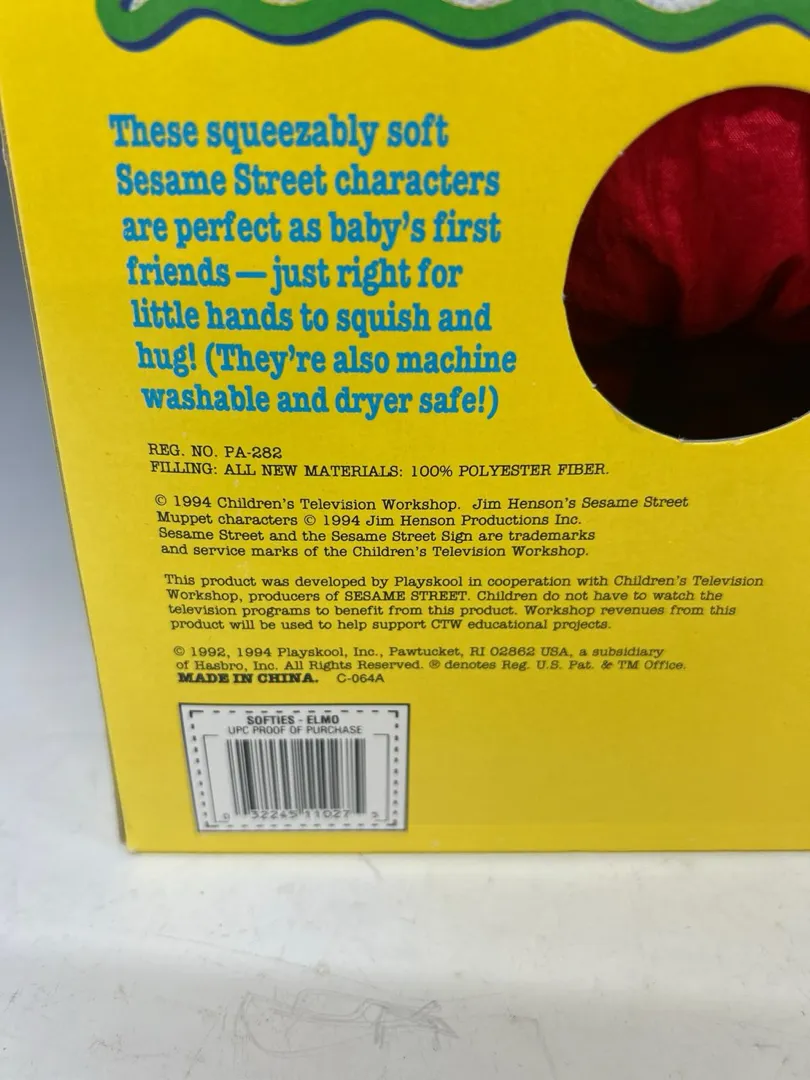 These squeezably soft
Sesame Street characters
are perfect as baby's first
friends — just right for
little hands to squish and
hug! (They're also machine
washable and dryer safe!)
REG. NO. PA-282
FILLING: ALL NEW MATERIALS: 100% POLYESTER FIBER.
© 1994 Children's Television Workshop. Jim Henson's Sesame Street
Muppet characters © 1994 Jim Henson Productions Inc.
Sesame Street and the Sesame Street Sign are trademarks
and service marks of the Children's Television Workshop.
This product was developed by Playskool in cooperation with Children's Television
Workshop, producers of SESAME STREET. Children do not have to watch the
television programs to benefit from this product. Workshop revenues from this
product will be used to help support CTW educational projects.
© 1992, 1994 Playskool, Inc., Pawtucket, RI 02862 USA, a subsidiary
of Hasbro, Inc. All Rights Reserved. ® denotes Reg. U.S. Pat. & TM Office.
MADE IN CHINA. C-064A
SOFTIES - ELMO
UPC PROOF OF PURCHASE
0 32245 11027 5